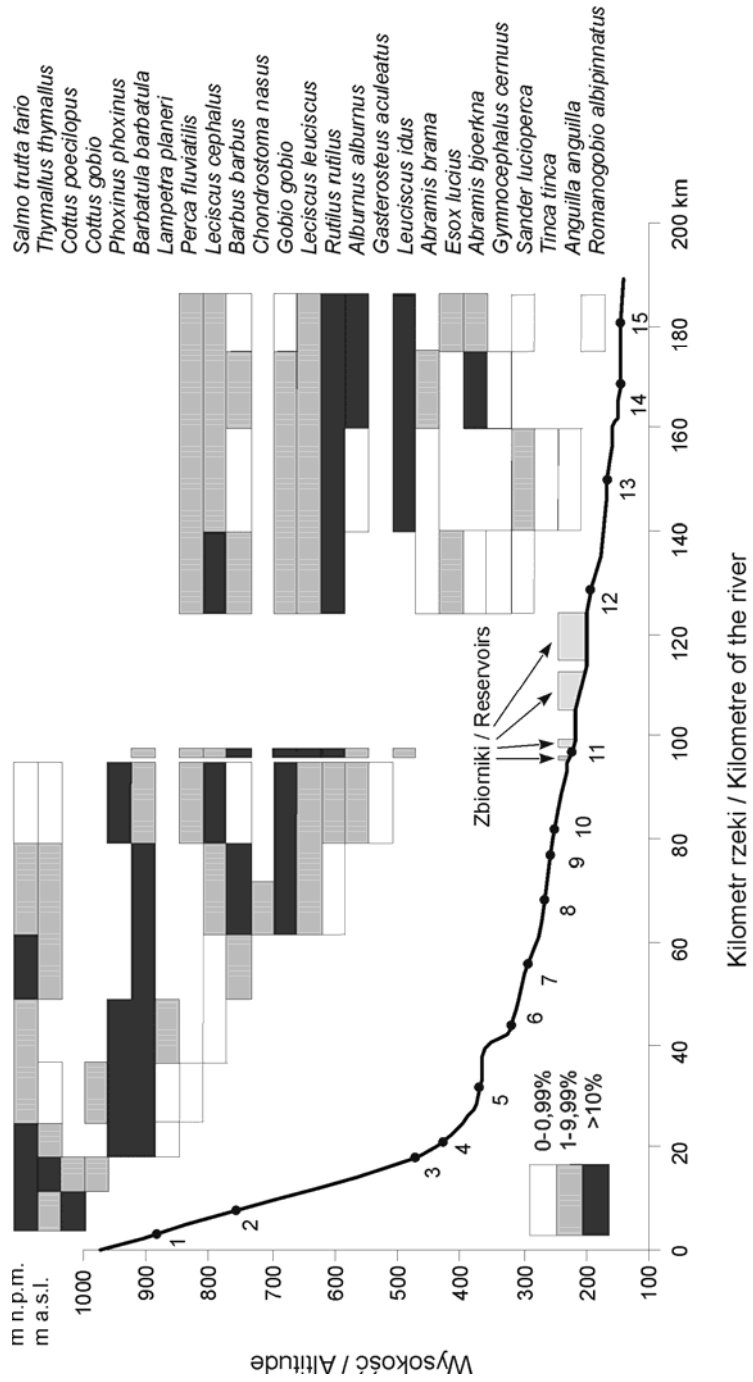 Salmo trutta fario
Thymallus thymallus
Cottus poecilopus
Cottus gobio
Phoxinus phoxinus
Barbatula barbatula
Lampetra planeri
Perca fluviatilis
Leciscus cephalus
Barbus barbus
Chondrostoma nasus
Gobio gobio
Leciscus leuciscus
Rutilus rutilus
Alburnus alburnus
Gasterosteus aculeatus
Leuciscus idus
Abramis brama
Esox lucius
Abramis bjoerkna
Gymnocephalus cernuus
Sander lucioperca
Tinca tinca
Anguilla anguilla
Romanogobio albipinnatus
m n.p.m.
m a.s.l.
1000
900
800
700
600
500
400
300
200
100
Wysokość / Altitude
Zbiorniki / Reservoirs
1
2
3
4
5
6
7
8
9
10
11
12
13
14
15
0-0,99%
1-9,99%
>10%
0
20
40
60
80
100
120
140
160
180
200 km
Kilometr rzeki / Kilometre of the river